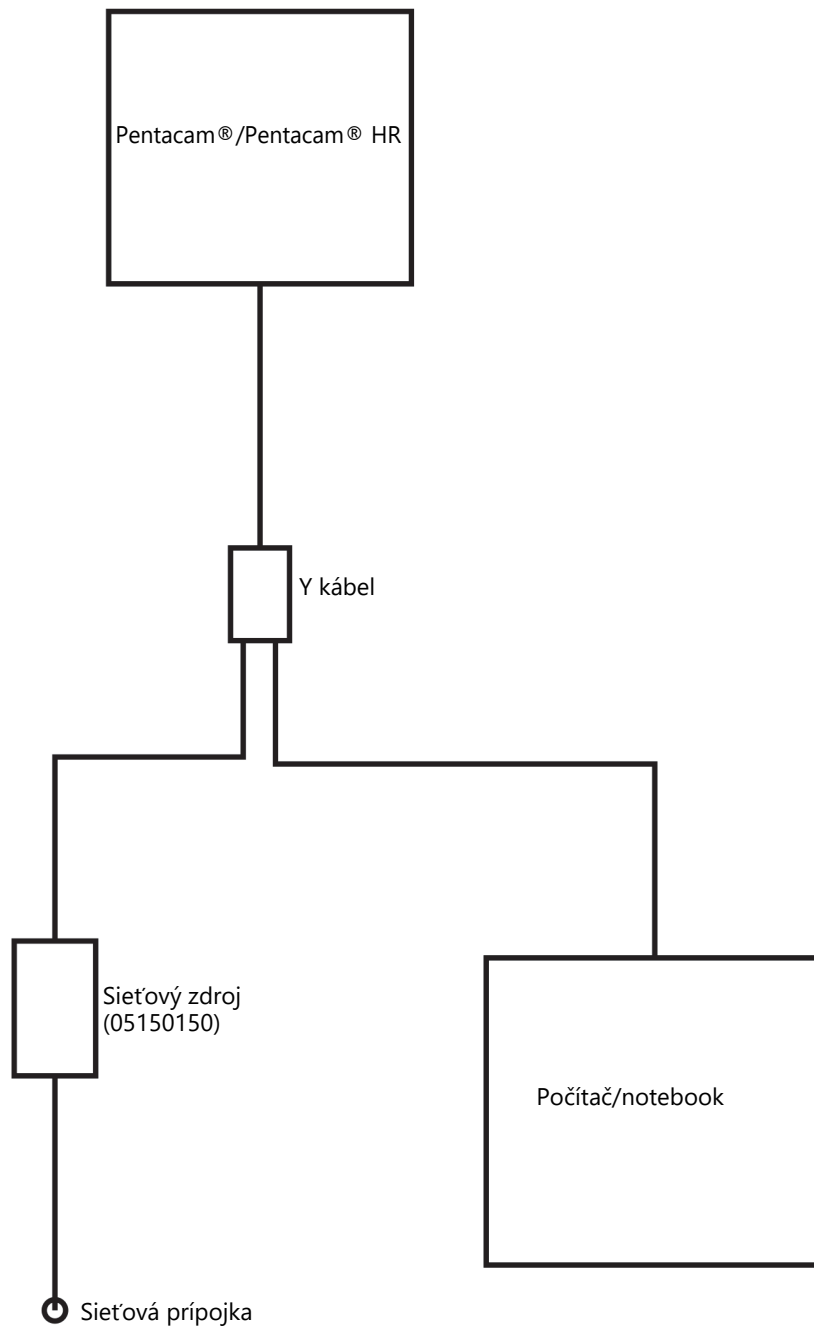 Pentacam®/Pentacam® HR
Y kábel
Sieťový zdroj
(05150150)
Počítač/notebook
Sieťová prípojka